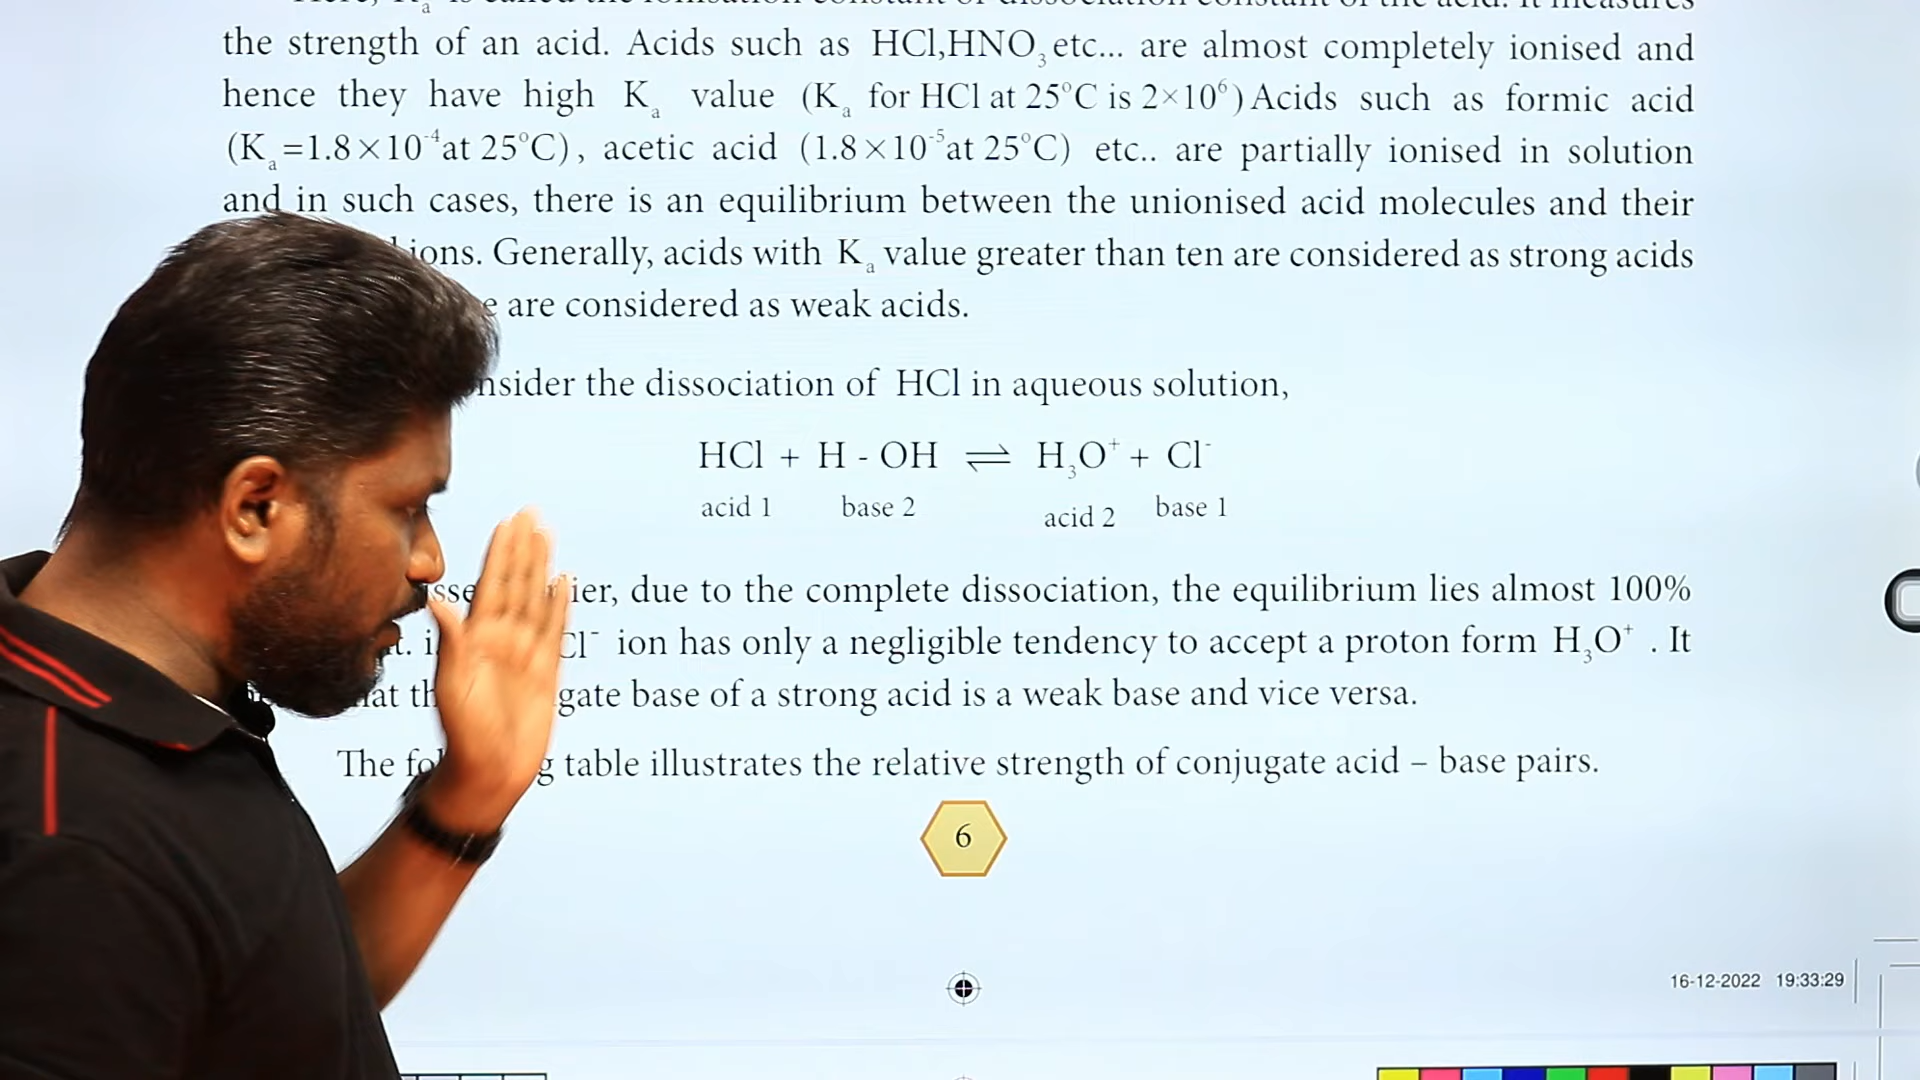 the strength of an acid. Acids such as HCl,HNO₃ etc... are almost completely ionised and
hence they have high Kₐ value (Kₐ for HCl at 25°C is 2×10⁶) Acids such as formic acid
(Kₐ=1.8×10⁻⁴at 25°C), acetic acid (1.8×10⁻⁵at 25°C) etc.. are partially ionised in solution
and in such cases, there is an equilibrium between the unionised acid molecules and their
ions. Generally, acids with Kₐ value greater than ten are considered as strong acids
are considered as weak acids.
the dissociation of HCl in aqueous solution,
HCl + H - OH ⇌ H₃O⁺ + Cl⁻
acid 1 base 2 acid 2 base 1
due to the complete dissociation, the equilibrium lies almost 100%
Cl⁻ ion has only a negligible tendency to accept a proton form H₃O⁺ . It
base of a strong acid is a weak base and vice versa.
The table illustrates the relative strength of conjugate acid – base pairs.
6
16-12-2022 19:33:29